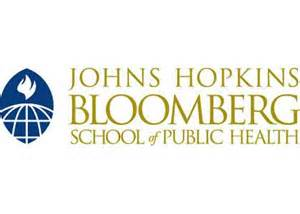 JOHNS HOPKINS
BLOOMBERG
SCHOOL of PUBLIC HEALTH